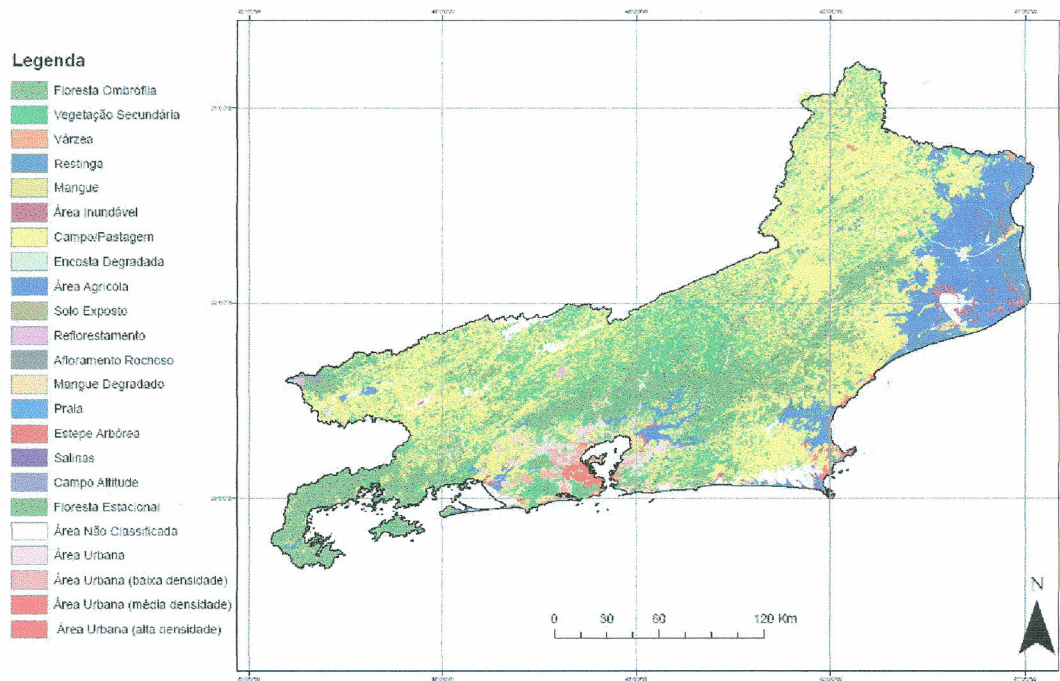 Legenda
Floresta Ombrófila
Vegetação Secundária
Várzea
Restinga
Mangue
Área Inundável
Campo/Pastagem
Encosta Degradada
Área Agrícola
Solo Exposto
Reflorestamento
Afloramento Rochoso
Mangue Degradado
Praia
Estepe Arbórea
Salinas
Campo Altitude
Floresta Estacional
Área Não Classificada
Área Urbana
Área Urbana (baixa densidade)
Área Urbana (média densidade)
Área Urbana (alta densidade)
0 30 60 120 Km
N